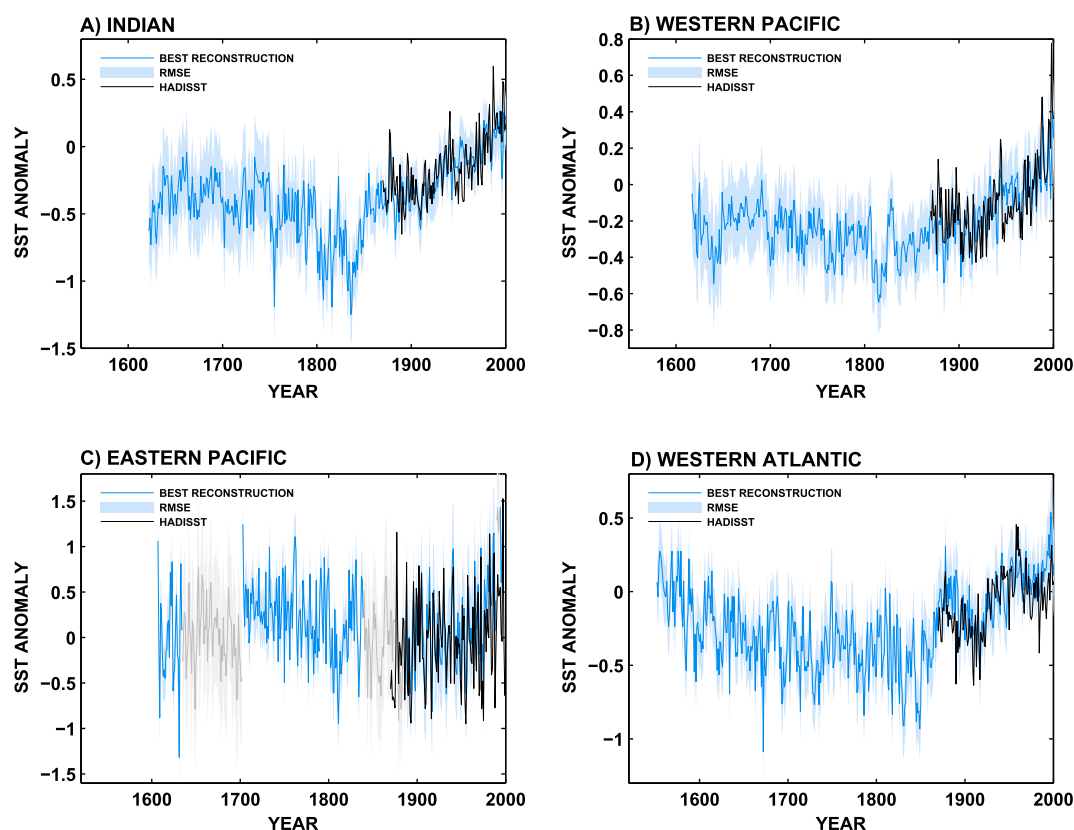 A) INDIAN
BEST RECONSTRUCTION
RMSE
HADISST
0.5
0
−0.5
−1
−1.5
SST ANOMALY
1600 1700 1800 1900 2000
YEAR
B) WESTERN PACIFIC
BEST RECONSTRUCTION
RMSE
HADISST
0.8
0.6
0.4
0.2
0
−0.2
−0.4
−0.6
−0.8
SST ANOMALY
1600 1700 1800 1900 2000
YEAR
C) EASTERN PACIFIC
BEST RECONSTRUCTION
RMSE
HADISST
1.5
1
0.5
0
−0.5
−1
−1.5
SST ANOMALY
1600 1700 1800 1900 2000
YEAR
D) WESTERN ATLANTIC
BEST RECONSTRUCTION
RMSE
HADISST
0.5
0
−0.5
−1
SST ANOMALY
1600 1700 1800 1900 2000
YEAR